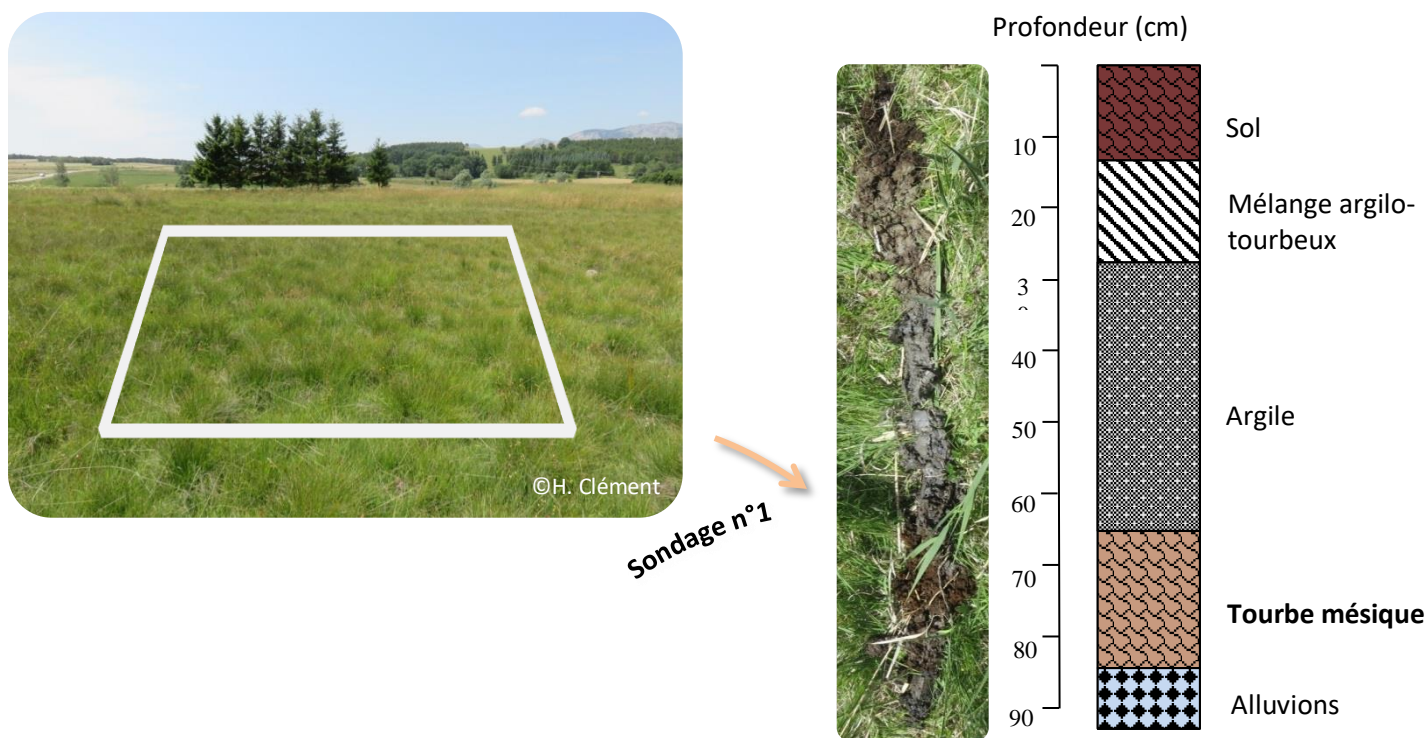 Profondeur (cm)
10
20
3
40
50
60
70
80
90
Sol
Mélange argilo-
tourbeux
Argile
Tourbe mésique
Alluvions
©H. Clément
Sondage n°1